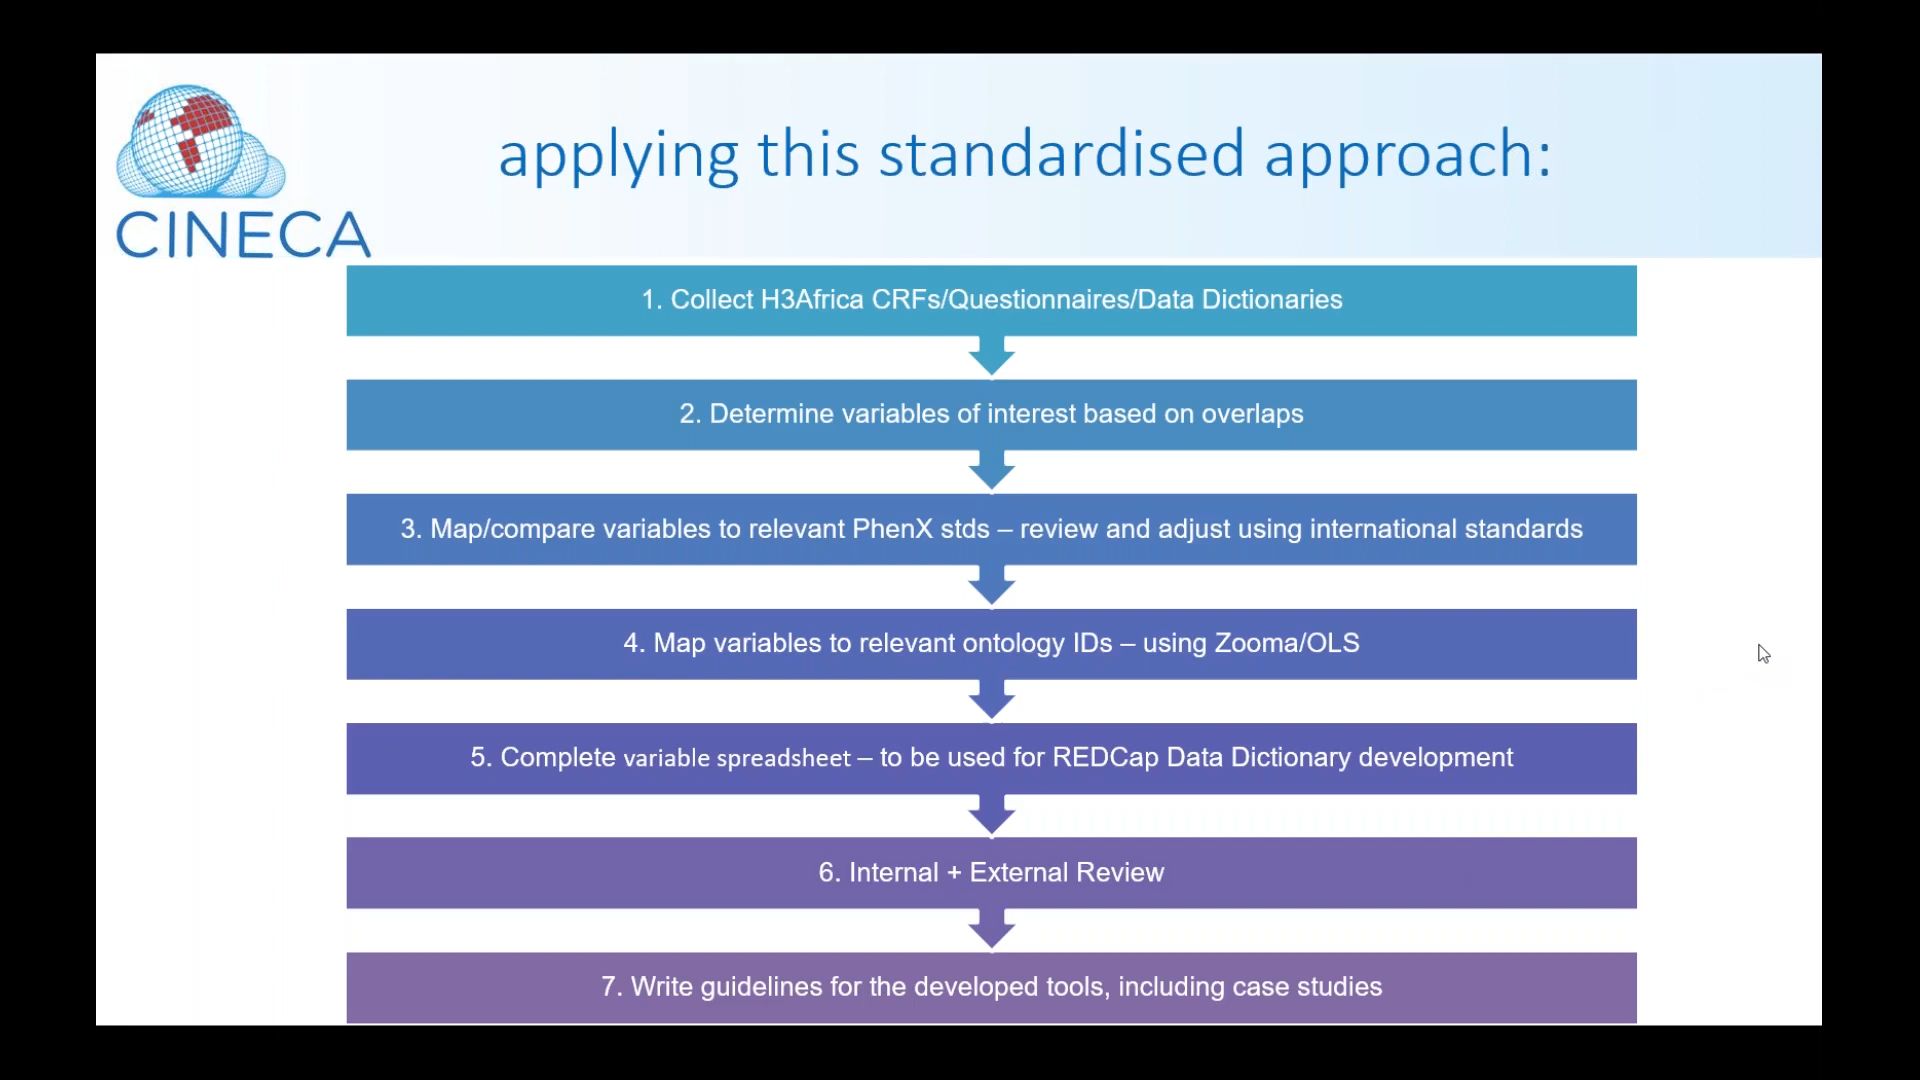 applying this standardised approach:
CINECA
1. Collect H3Africa CRFs/Questionnaires/Data Dictionaries
2. Determine variables of interest based on overlaps
3. Map/compare variables to relevant PhenX stds – review and adjust using international standards
4. Map variables to relevant ontology IDs – using Zooma/OLS
5. Complete variable spreadsheet – to be used for REDCap Data Dictionary development
6. Internal + External Review
7. Write guidelines for the developed tools, including case studies